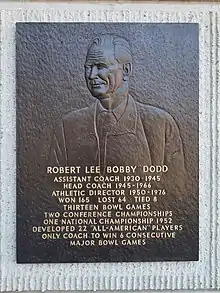 ROBERT LEE BOBBY DODD
ASSISTANT COACH 1930-1945
HEAD COACH 1945-1966
ATHLETIC DIRECTOR 1950-1976
WON 165 LOST 64 TIED 8
THIRTEEN BOWL GAMES
TWO CONFERENCE CHAMPIONSHIPS
ONE NATIONAL CHAMPIONSHIP 1952
DEVELOPED 22 "ALL-AMERICAN" PLAYERS
ONLY COACH TO WIN 6 CONSECUTIVE
MAJOR BOWL GAMES